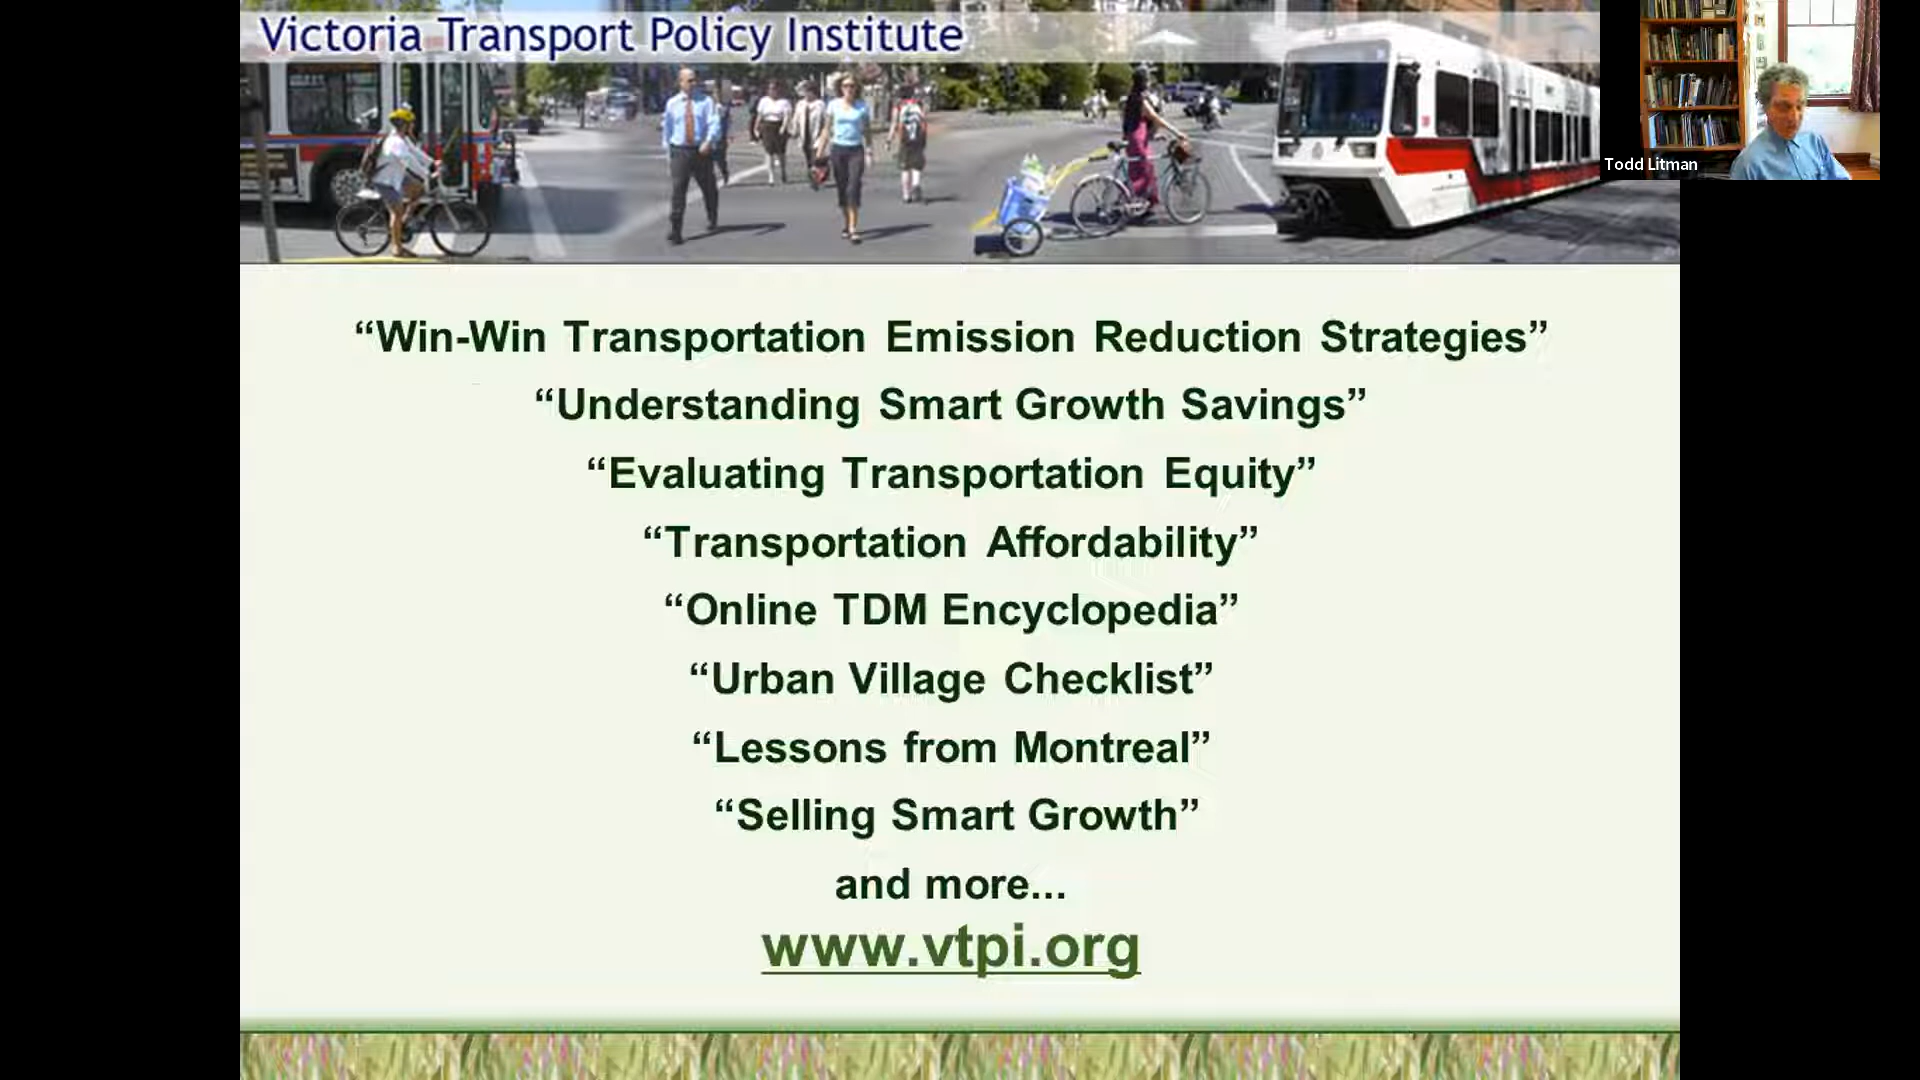 Victoria Transport Policy Institute
Todd Litman
“Win-Win Transportation Emission Reduction Strategies”
“Understanding Smart Growth Savings”
“Evaluating Transportation Equity”
“Transportation Affordability”
“Online TDM Encyclopedia”
“Urban Village Checklist”
“Lessons from Montreal”
“Selling Smart Growth”
and more...
www.vtpi.org